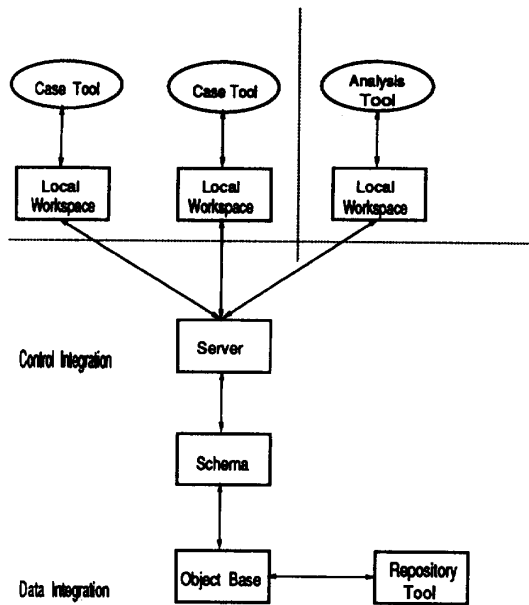 Case Tool
Case Tool
Analysis
Tool
Local
Workspace
Local
Workspace
Local
Workspace
Server
Control Integration
Schema
Object Base
Repository
Tool
Data Integration